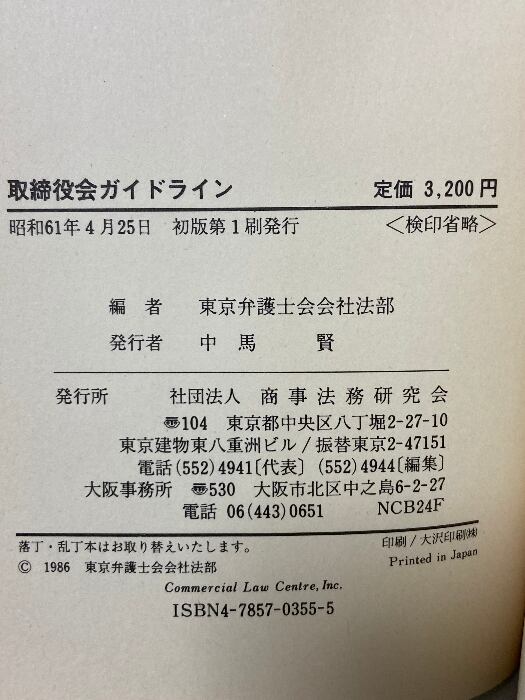 取締役会ガイドライン 定価 3,200円
昭和61年4月25日 初版第1刷発行 <検印省略>
編者 東京弁護士会会社法部
発行者 中馬賢
発行所 社団法人 商事法務研究会
〠104 東京都中央区八丁堀2-27-10
東京建物東八重洲ビル/振替東京2-47151
電話(552)4941〔代表〕(552)4944〔編集〕
大阪事務所 〠530 大阪市北区中之島6-2-27
電話 06(443)0651 NCB24F
落丁・乱丁本はお取り替えいたします。 印刷/大沢印刷㈱
© 1986 東京弁護士会会社法部 Printed in Japan
Commercial Law Centre, Inc.
ISBN4-7857-0355-5